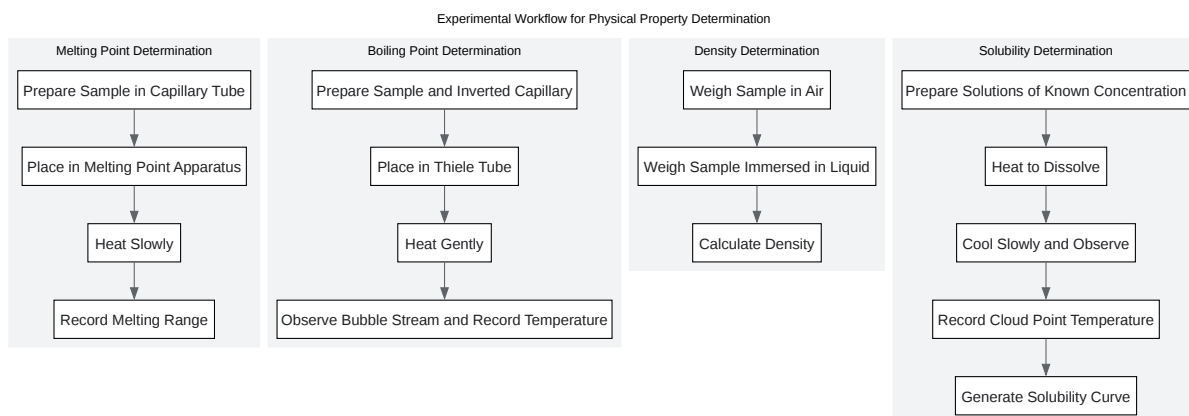 Experimental Workflow for Physical Property Determination
Melting Point Determination
Prepare Sample in Capillary Tube
Place in Melting Point Apparatus
Heat Slowly
Record Melting Range
Boiling Point Determination
Prepare Sample and Inverted Capillary
Place in Thiele Tube
Heat Gently
Observe Bubble Stream and Record Temperature
Density Determination
Weigh Sample in Air
Weigh Sample Immersed in Liquid
Calculate Density
Solubility Determination
Prepare Solutions of Known Concentration
Heat to Dissolve
Cool Slowly and Observe
Record Cloud Point Temperature
Generate Solubility Curve